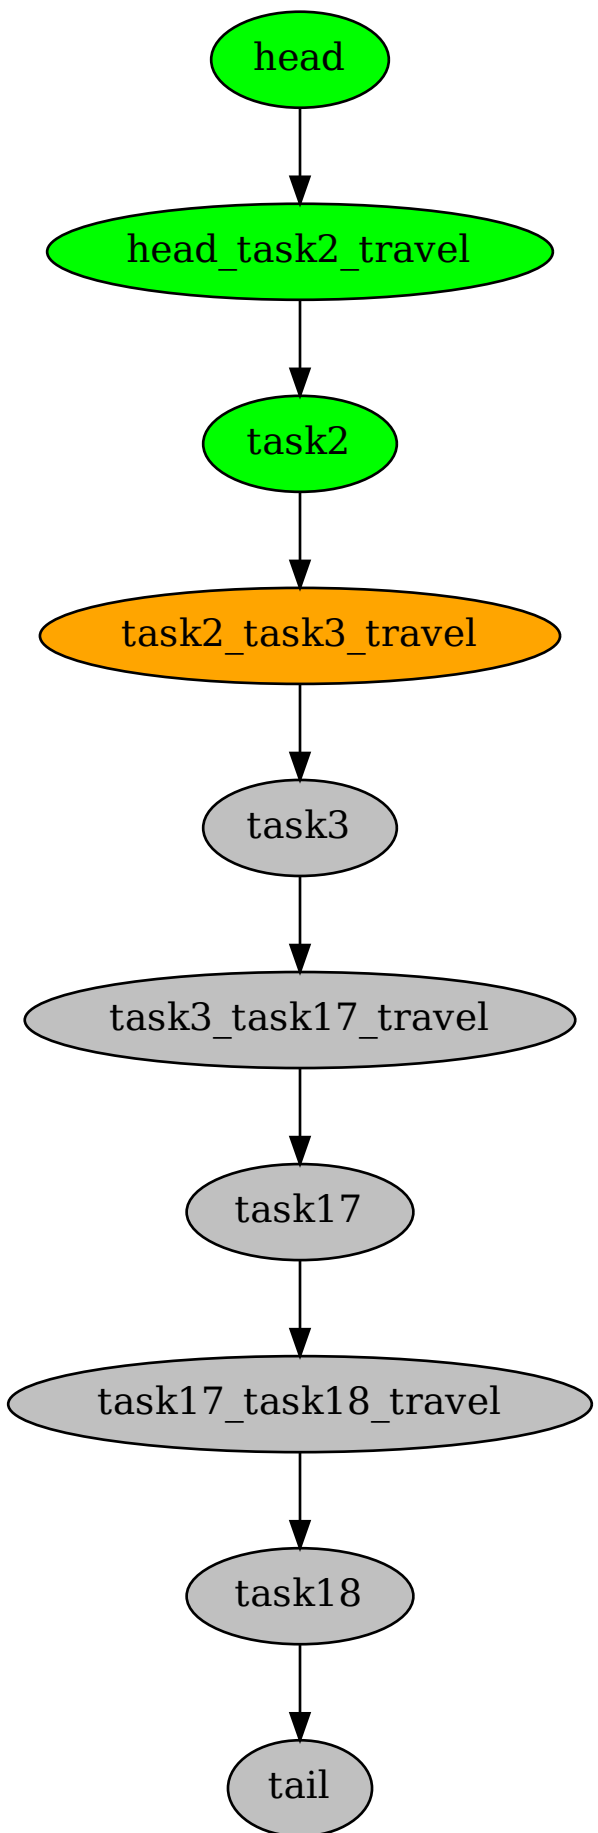 head
head_task2_travel
task2
task2_task3_travel
task3
task3_task17_travel
task17
task17_task18_travel
task18
tail